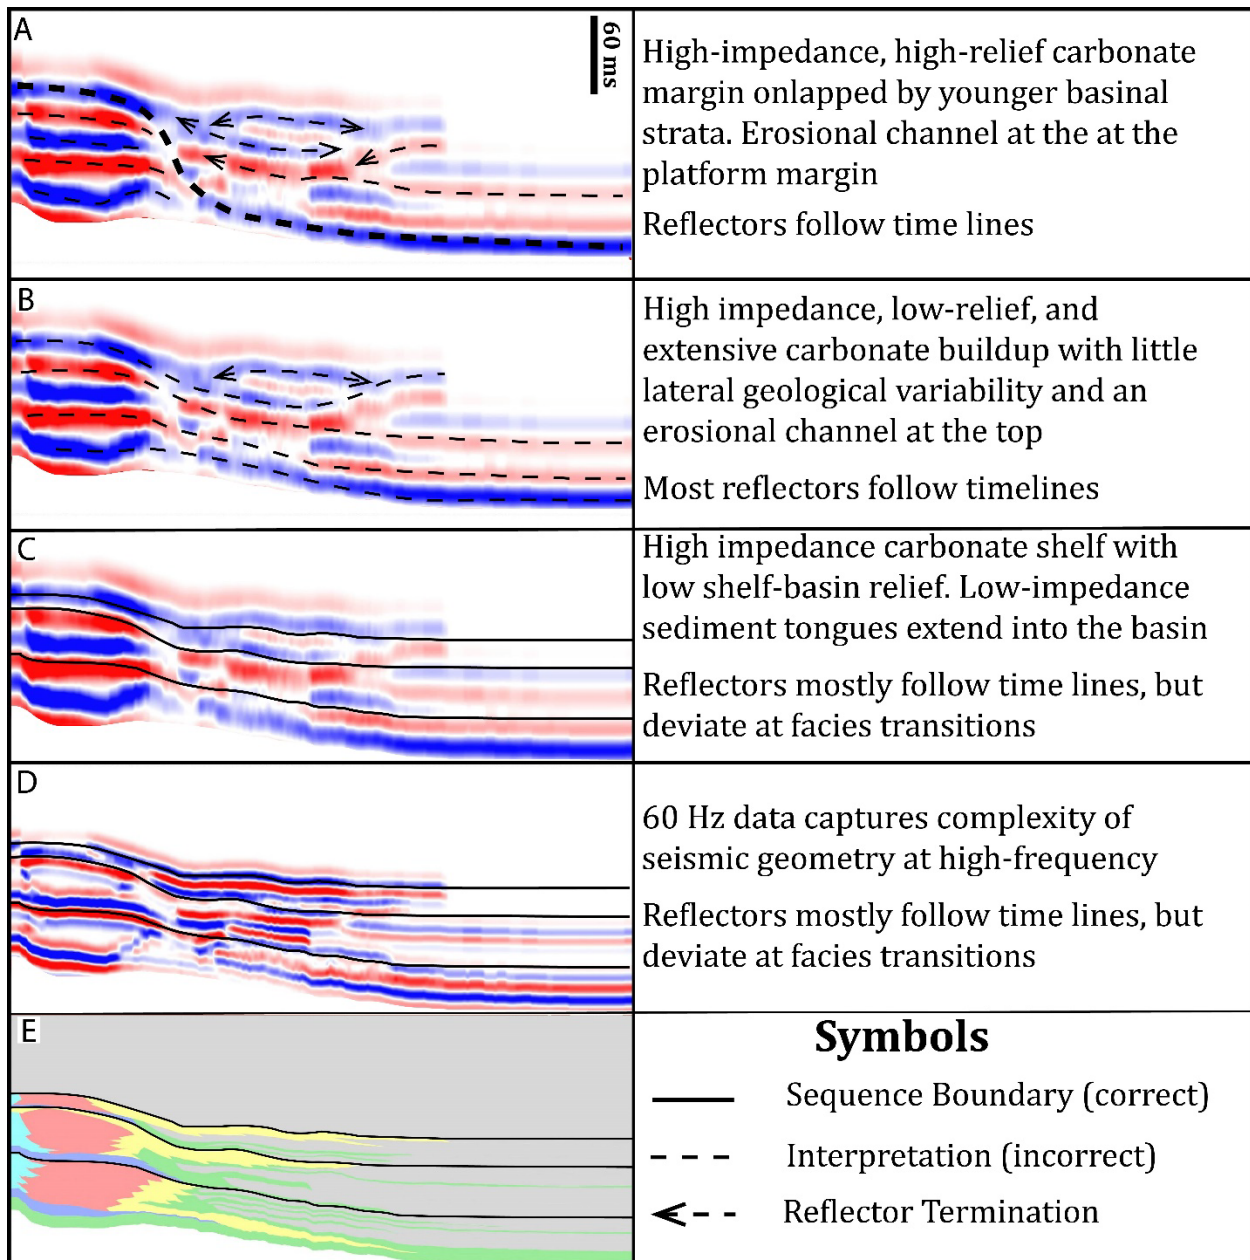 A
60 ms
High-impedance, high-relief carbonate
margin onlapped by younger basinal
strata. Erosional channel at the at the
platform margin
Reflectors follow time lines
B
High impedance, low-relief, and
extensive carbonate buildup with little
lateral geological variability and an
erosional channel at the top
Most reflectors follow timelines
C
High impedance carbonate shelf with
low shelf-basin relief. Low-impedance
sediment tongues extend into the basin
Reflectors mostly follow time lines, but
deviate at facies transitions
D
60 Hz data captures complexity of
seismic geometry at high-frequency
Reflectors mostly follow time lines, but
deviate at facies transitions
E
Symbols
Sequence Boundary (correct)
Interpretation (incorrect)
Reflector Termination